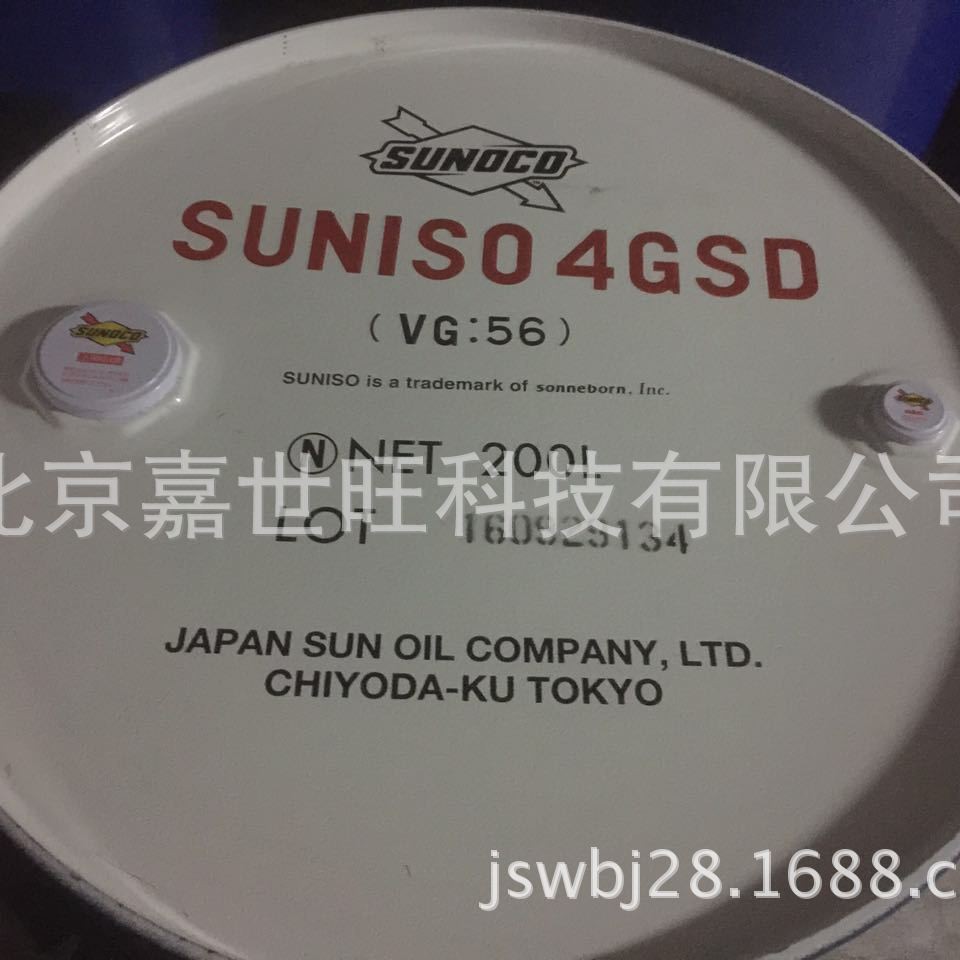 SUNOCO
SUNISO 4GSD
(VG:56)
SUNOCO
SUNISO is a trademark of sonneborn, Inc.
Ⓝ NET 200L
北京嘉世旺科技有限公司
LOT 160925134
JAPAN SUN OIL COMPANY, LTD.
CHIYODA-KU TOKYO
jswbj28.1688.c